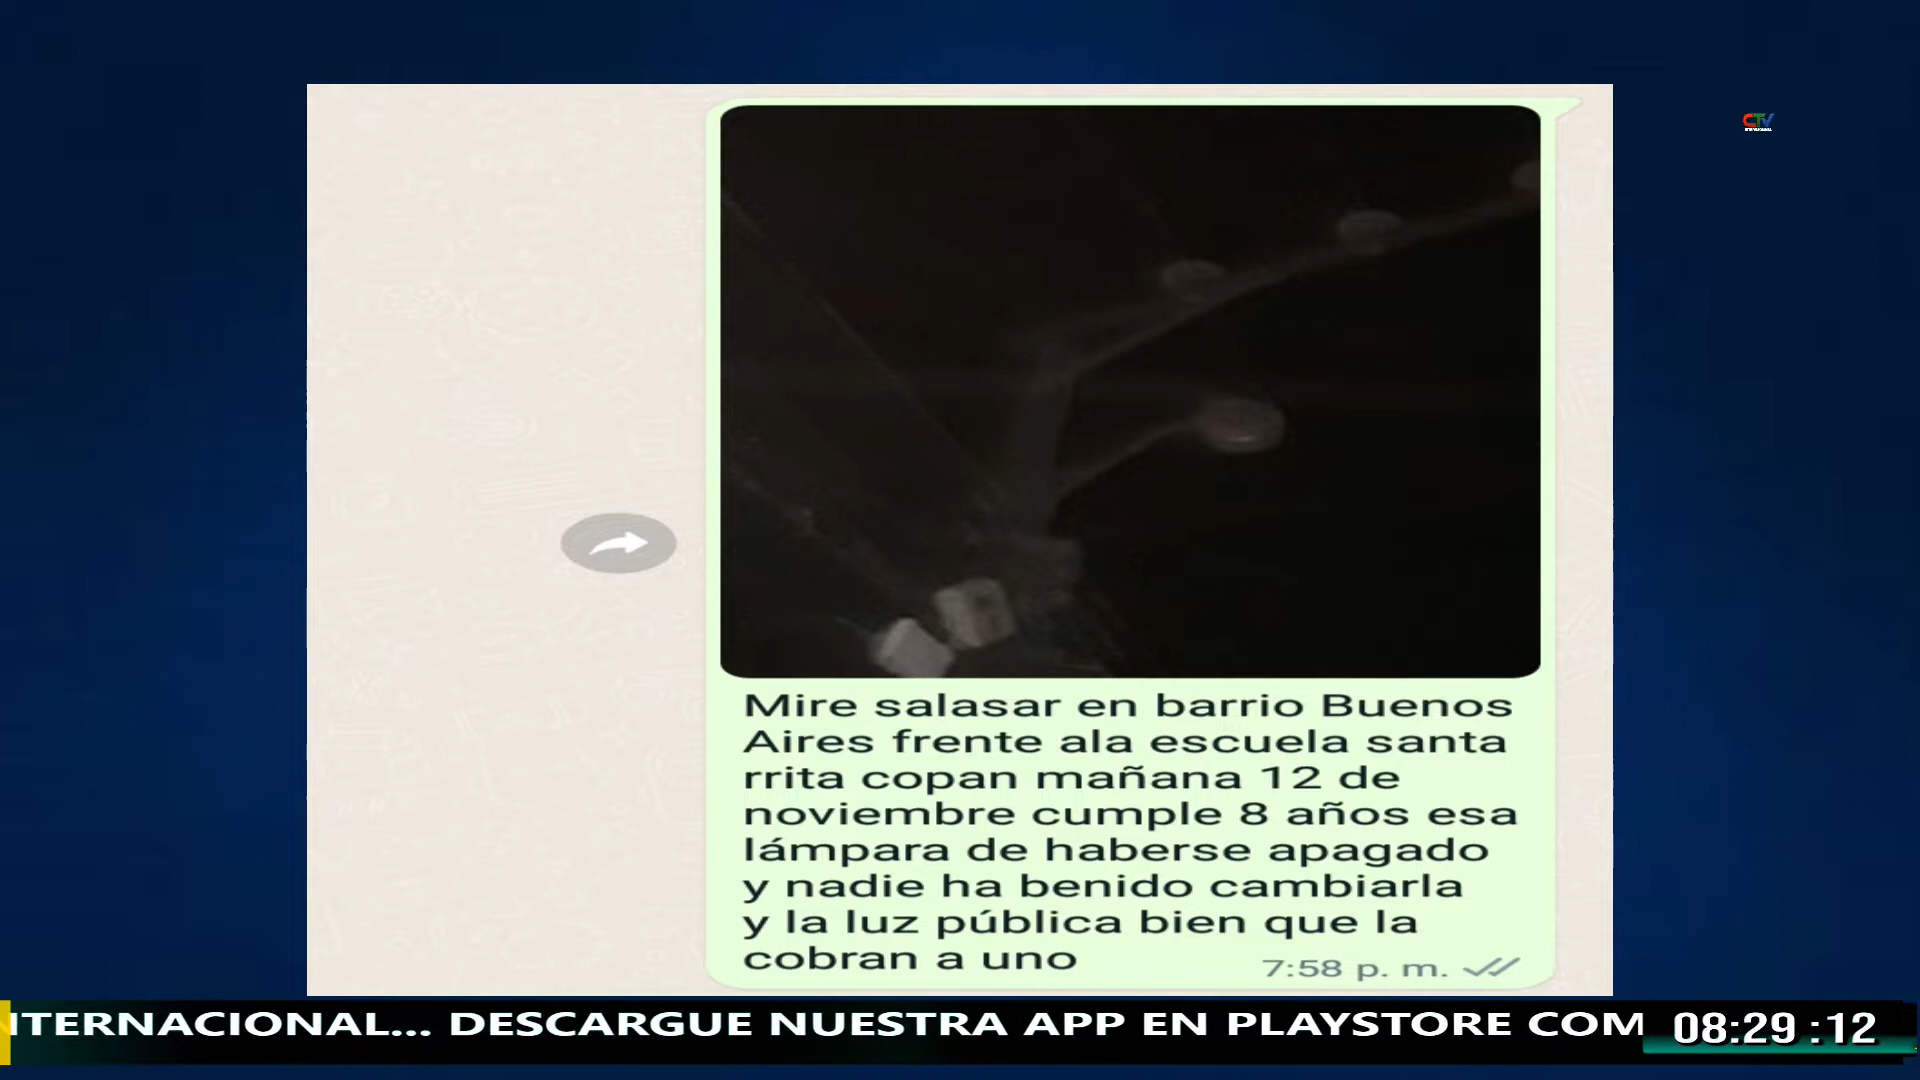 CTV
Mire salasar en barrio Buenos
Aires frente ala escuela santa
rrita copan mañana 12 de
noviembre cumple 8 años esa
lámpara de haberse apagado
y nadie ha benido cambiarla
y la luz pública bien que la
cobran a uno
7:58 p. m.
NTERNACIONAL... DESCARGUE NUESTRA APP EN PLAYSTORE COM
08:29:12